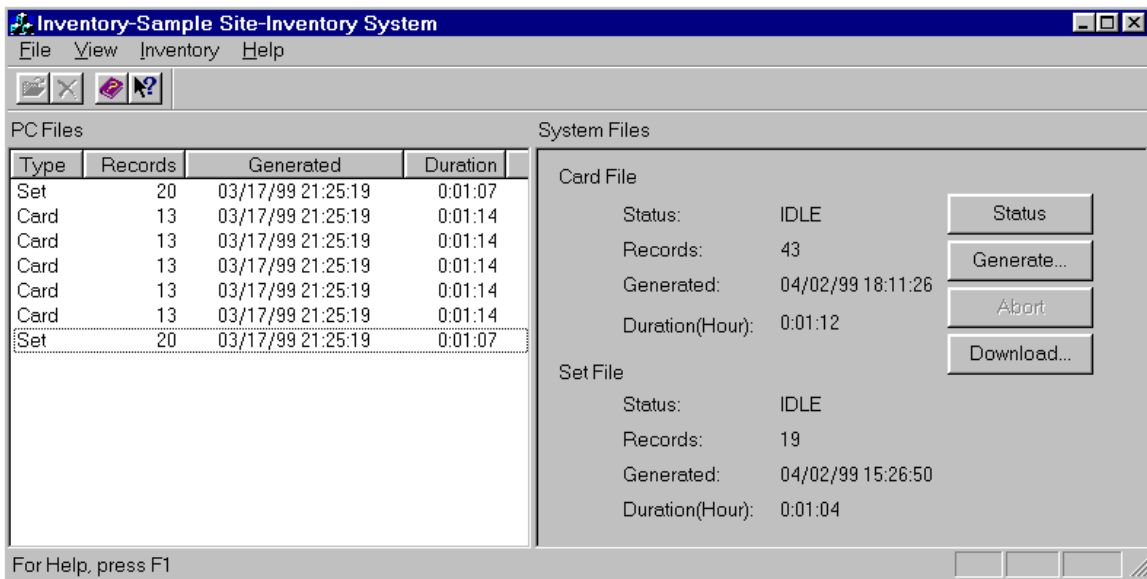 Inventory-Sample Site-Inventory System
File View Inventory Help
PC Files
Type Records Generated Duration
Set 20 03/17/99 21:25:19 0:01:07
Card 13 03/17/99 21:25:19 0:01:14
Card 13 03/17/99 21:25:19 0:01:14
Card 13 03/17/99 21:25:19 0:01:14
Card 13 03/17/99 21:25:19 0:01:14
Card 13 03/17/99 21:25:19 0:01:14
Set 20 03/17/99 21:25:19 0:01:07
System Files
Card File
Status: IDLE
Records: 43
Generated: 04/02/99 18:11:26
Duration(Hour): 0:01:12
Set File
Status: IDLE
Records: 19
Generated: 04/02/99 15:26:50
Duration(Hour): 0:01:04
Status
Generate...
Abort
Download...
For Help, press F1